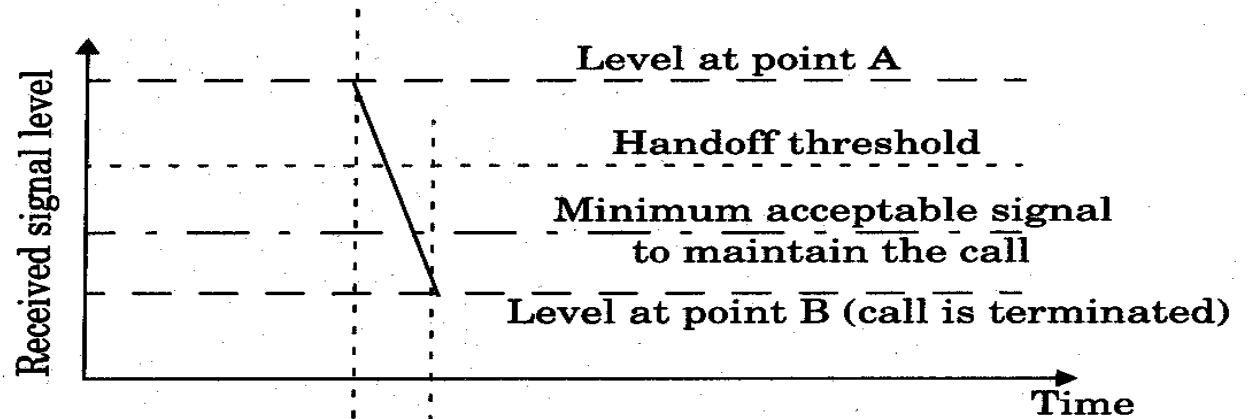 Received signal level
Level at point A
Handoff threshold
Minimum acceptable signal
to maintain the call
Level at point B (call is terminated)
Time